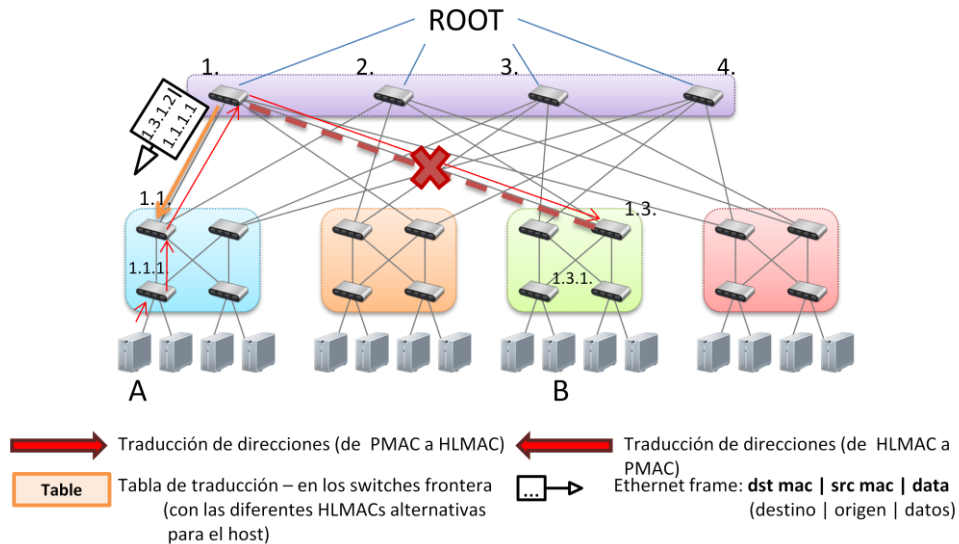 ROOT
1.
2.
3.
4.
1.3.1.2
1.1.1.1
1.1.
1.3.
1.1.1.
1.3.1.
A
B
Traducción de direcciones (de PMAC a HLMAC)
Traducción de direcciones (de HLMAC a
PMAC)
Table
Tabla de traducción – en los switches frontera
(con las diferentes HLMACs alternativas
para el host)
...
Ethernet frame: dst mac | src mac | data
(destino | origen | datos)